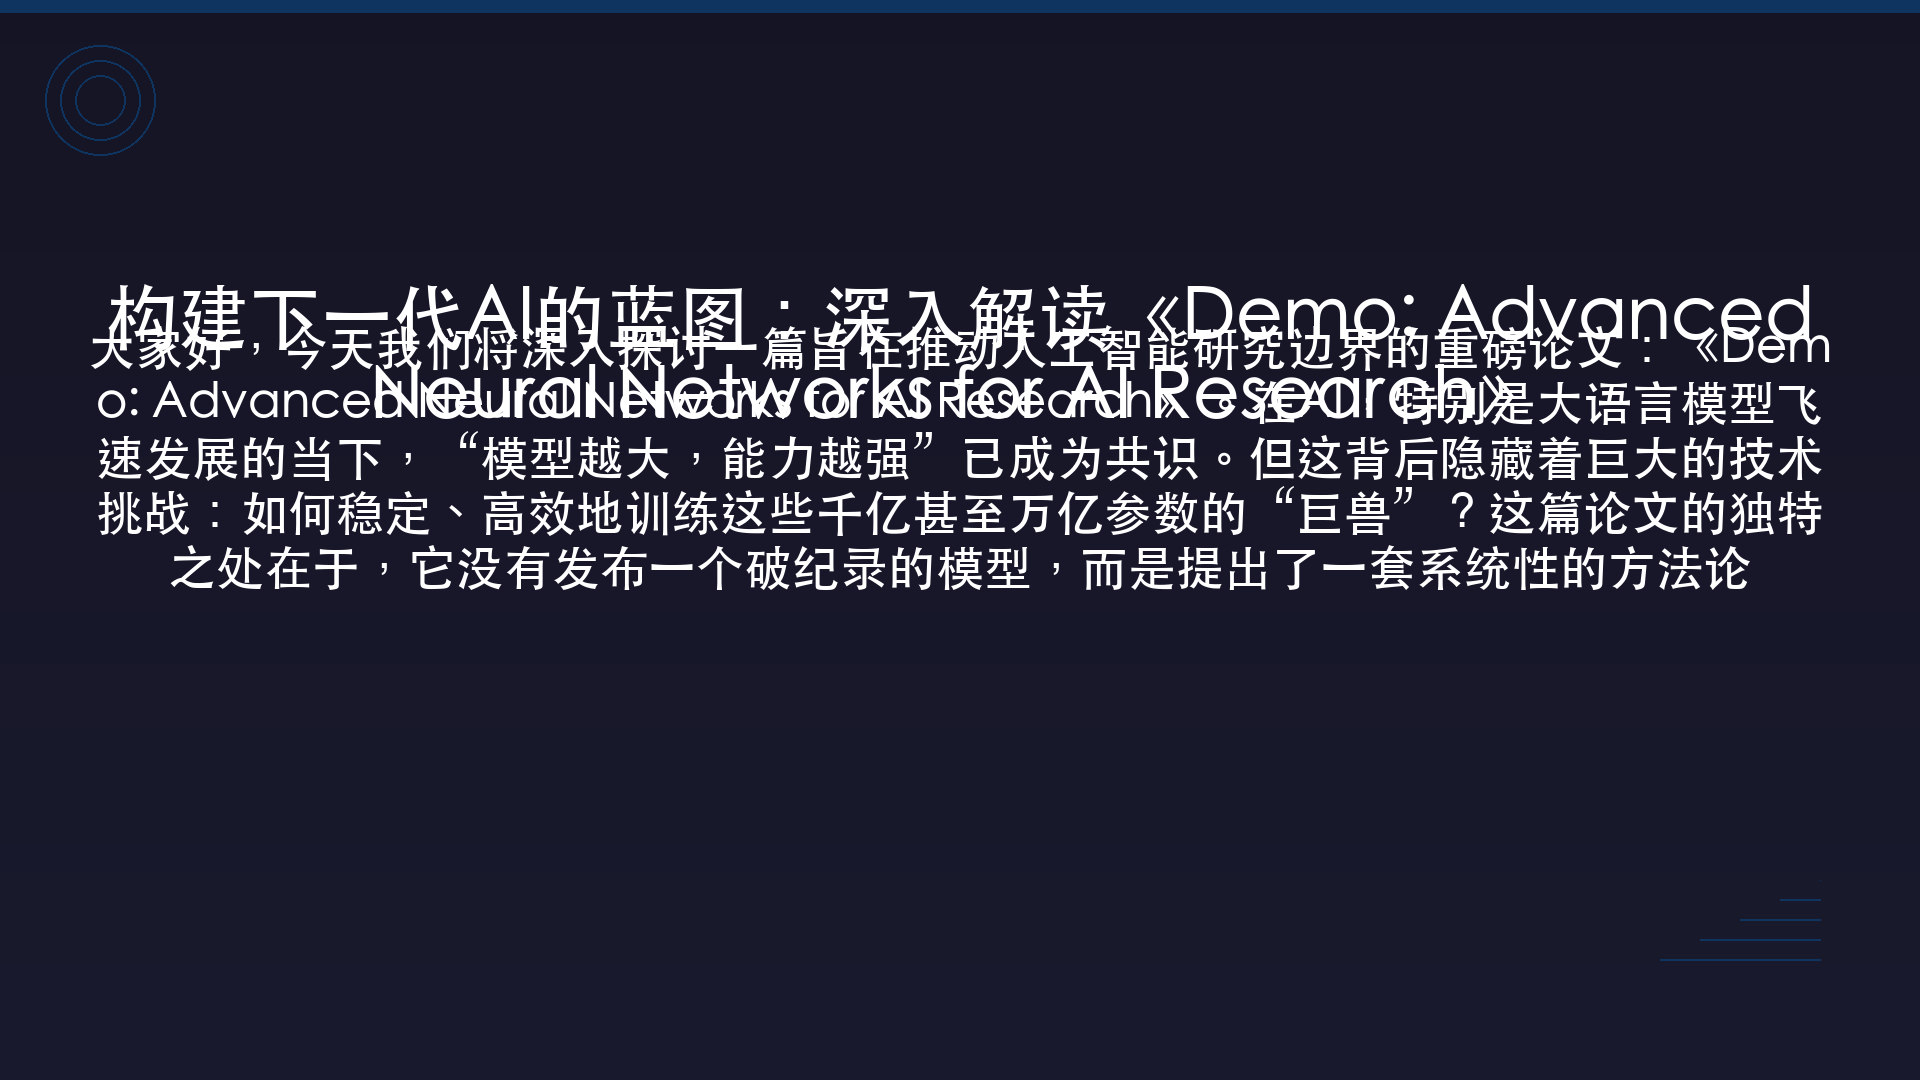 构建下一代AI的蓝图：深入解读《Demo: Advanced
Neural Networks for AI Research》
大家好，今天我们将深入探讨一篇旨在推动人工智能研究边界的重磅论文：《Dem
o: Advanced Neural Networks for AI Research》。在AI，特别是大语言模型飞
速发展的当下，“模型越大，能力越强”已成为共识。但这背后隐藏着巨大的技术
挑战：如何稳定、高效地训练这些千亿甚至万亿参数的“巨兽”？这篇论文的独特
之处在于，它没有发布一个破纪录的模型，而是提出了一套系统性的方法论